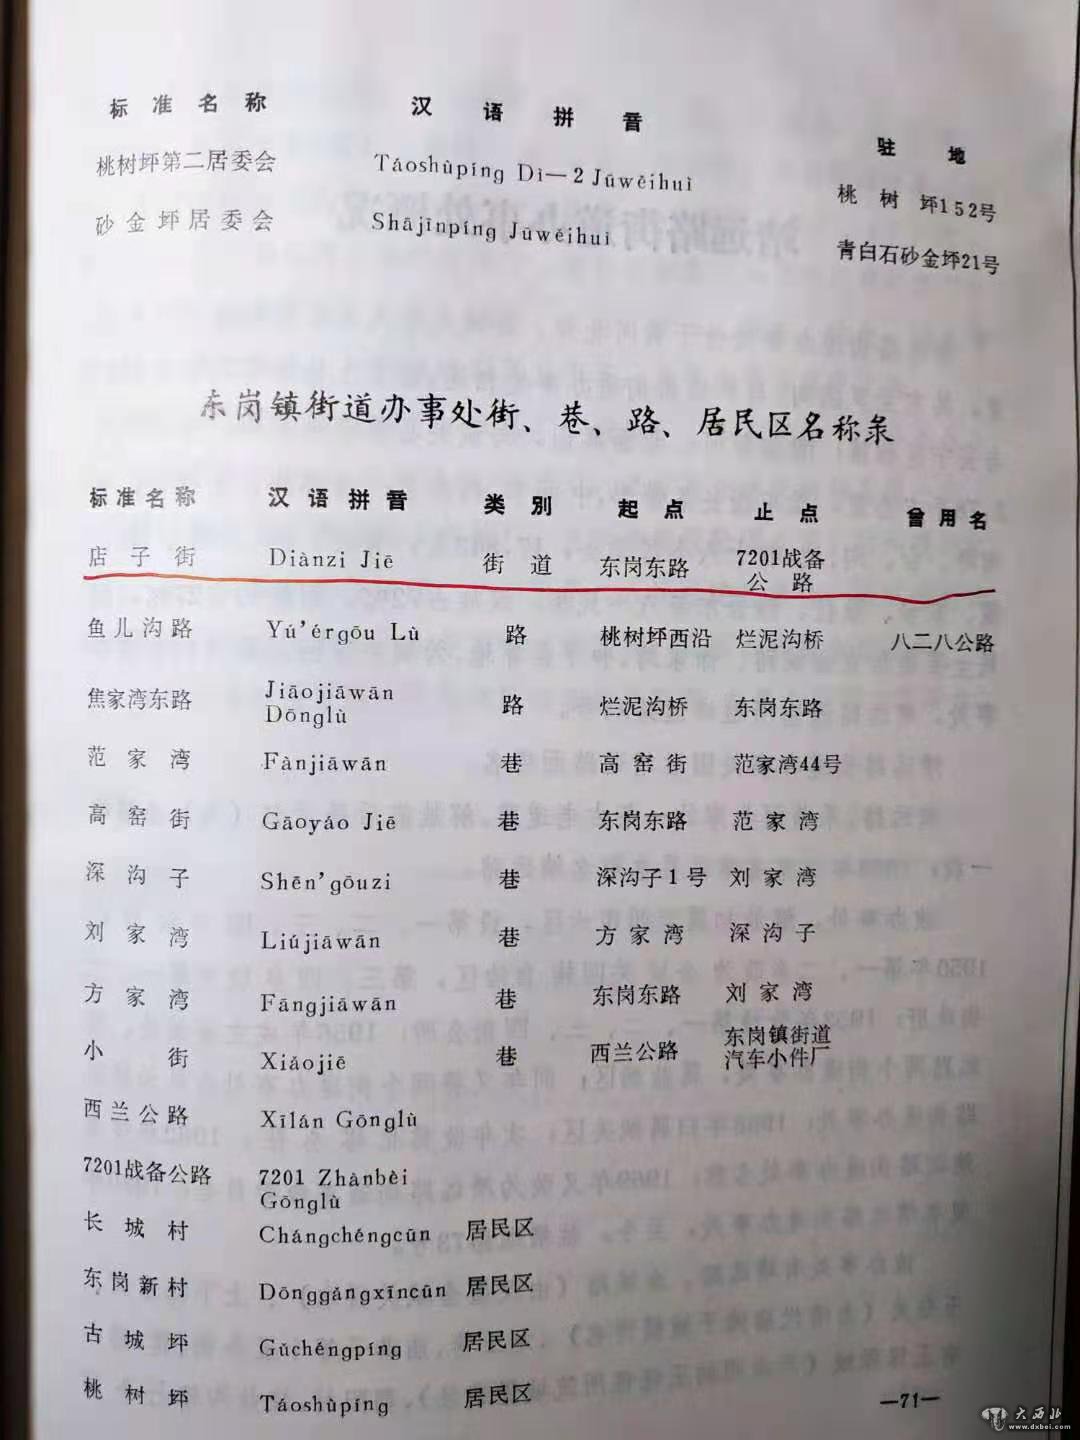 标准名称 汉语拼音 驻地
桃树坪第二居委会 Táoshùpíng Dì—2 Jūwěihuì 桃树坪152号
砂金坪居委会 Shājīnpíng Jūwěihuì 青白石砂金坪21号
东岗镇街道办事处街、巷、路、居民区名称录
标准名称 汉语拼音 类别 起点 止点 曾用名
店子街 Diànzi Jiē 街道 东岗东路 7201战备
公路
鱼儿沟路 Yú'érgōu Lù 路 桃树坪西沿 烂泥沟桥 八二八公路
焦家湾东路 Jiāojiāwān
Dōnglù 路 烂泥沟桥 东岗东路
范家湾 Fànjiāwān 巷 高窑街 范家湾44号
高窑街 Gāoyáo Jiē 巷 东岗东路 范家湾
深沟子 Shēn'gōuzi 巷 深沟子1号 刘家湾
刘家湾 Liújiāwān 巷 方家湾 深沟子
方家湾 Fāngjiāwān 巷 东岗东路 刘家湾
小街 Xiǎojiē 巷 西兰公路 东岗镇街道
汽车小件厂
西兰公路 Xīlán Gōnglù
7201战备公路 7201 Zhànbèi
Gōnglù
长城村 Chángchéngcūn 居民区
东岗新村 Dōnggǎngxīncūn 居民区
古城坪 Gǔchéngpíng 居民区
桃树坪 Táoshùpíng 居民区
—71—
大西北
www.dxbei.com